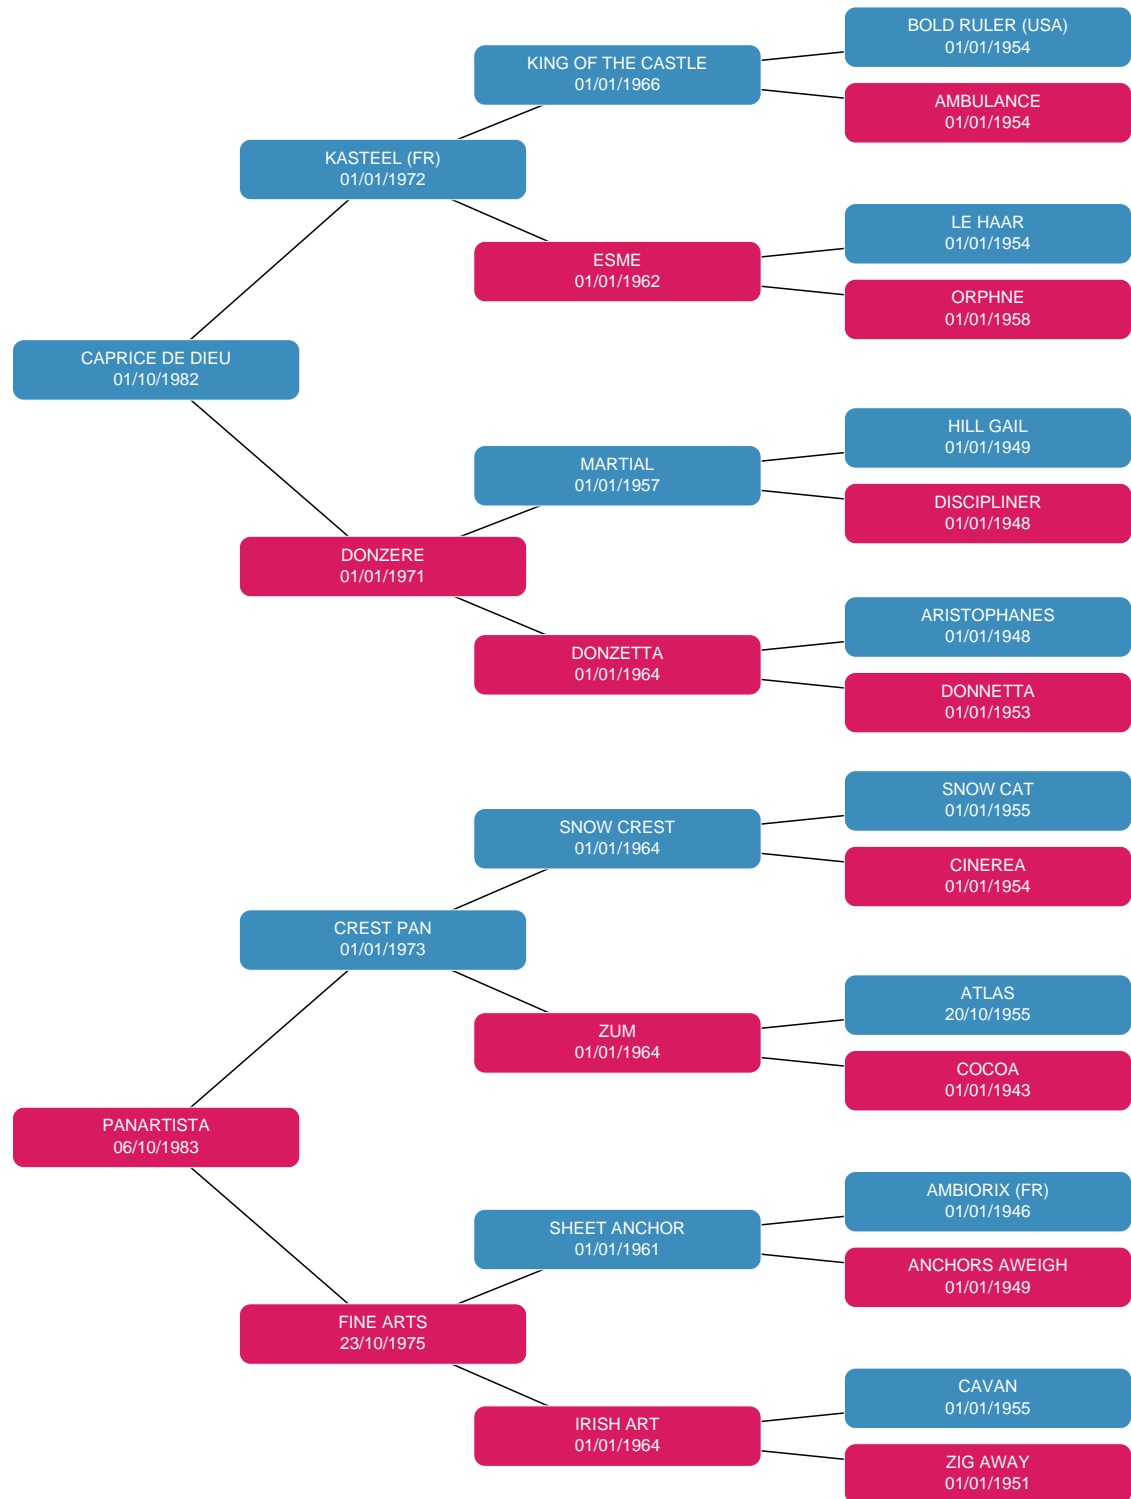 BOLD RULER (USA)
01/01/1954
KING OF THE CASTLE
01/01/1966
AMBULANCE
01/01/1954
KASTEEL (FR)
01/01/1972
LE HAAR
01/01/1954
ESME
01/01/1962
ORPHNE
01/01/1958
CAPRICE DE DIEU
01/10/1982
HILL GAIL
01/01/1949
MARTIAL
01/01/1957
DISCIPLINER
01/01/1948
DONZERE
01/01/1971
ARISTOPHANES
01/01/1948
DONZETTA
01/01/1964
DONNETTA
01/01/1953
SNOW CAT
01/01/1955
SNOW CREST
01/01/1964
CINEREA
01/01/1954
CREST PAN
01/01/1973
ATLAS
20/10/1955
ZUM
01/01/1964
COCOA
01/01/1943
PANARTISTA
06/10/1983
AMBIORIX (FR)
01/01/1946
SHEET ANCHOR
01/01/1961
ANCHORS AWEIGH
01/01/1949
FINE ARTS
23/10/1975
CAVAN
01/01/1955
IRISH ART
01/01/1964
ZIG AWAY
01/01/1951